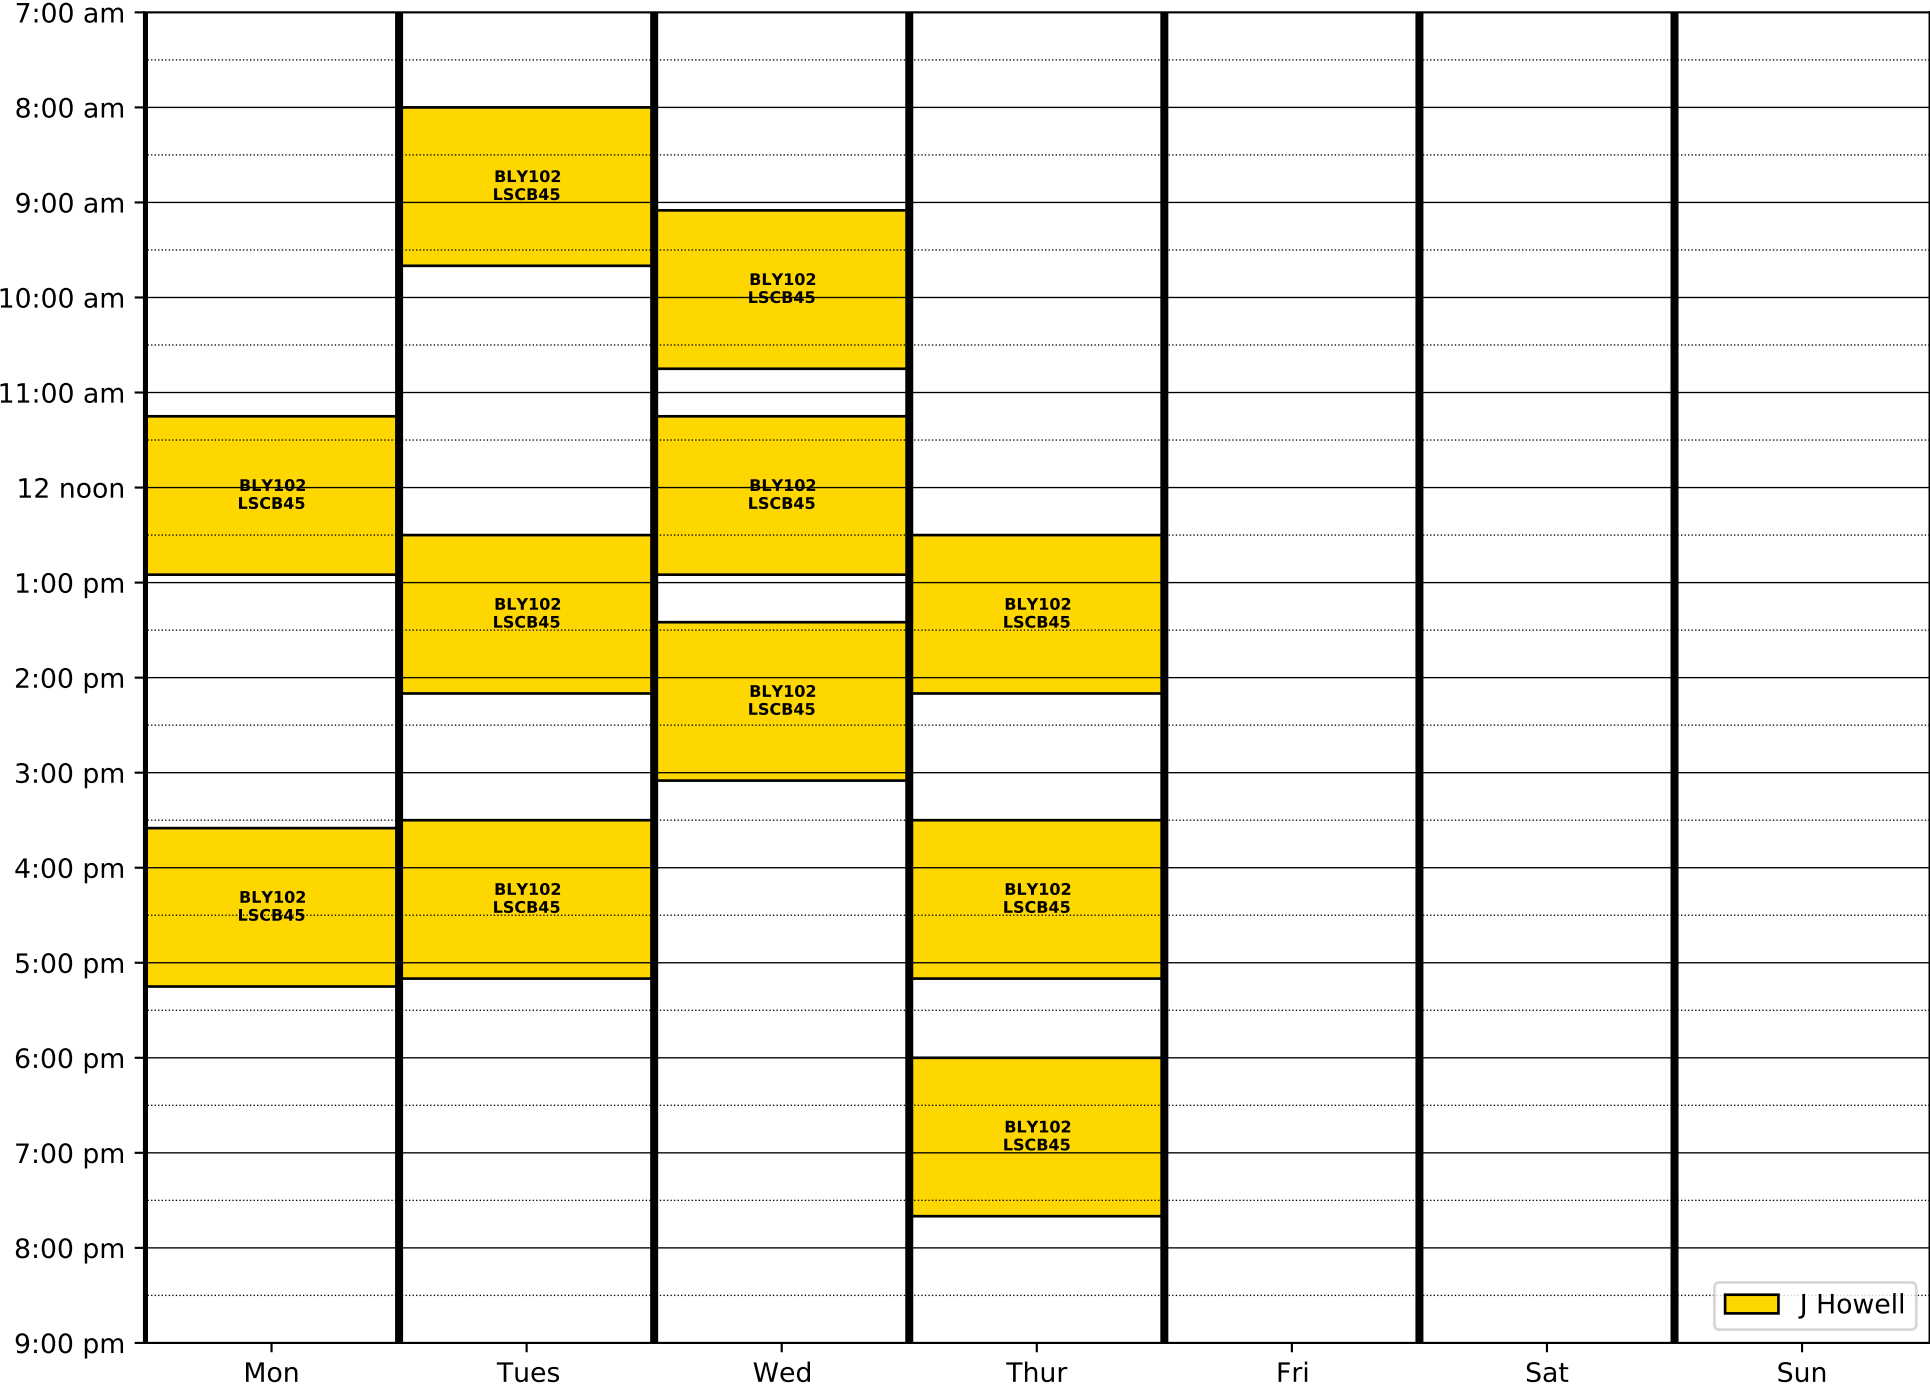 7:00 am
8:00 am
9:00 am
10:00 am
11:00 am
12 noon
1:00 pm
2:00 pm
3:00 pm
4:00 pm
5:00 pm
6:00 pm
7:00 pm
8:00 pm
9:00 pm
BLY102
LSCB45
BLY102
LSCB45
BLY102
LSCB45
BLY102
LSCB45
BLY102
LSCB45
BLY102
LSCB45
BLY102
LSCB45
BLY102
LSCB45
BLY102
LSCB45
BLY102
LSCB45
BLY102
LSCB45
J Howell
Mon
Tues
Wed
Thur
Fri
Sat
Sun